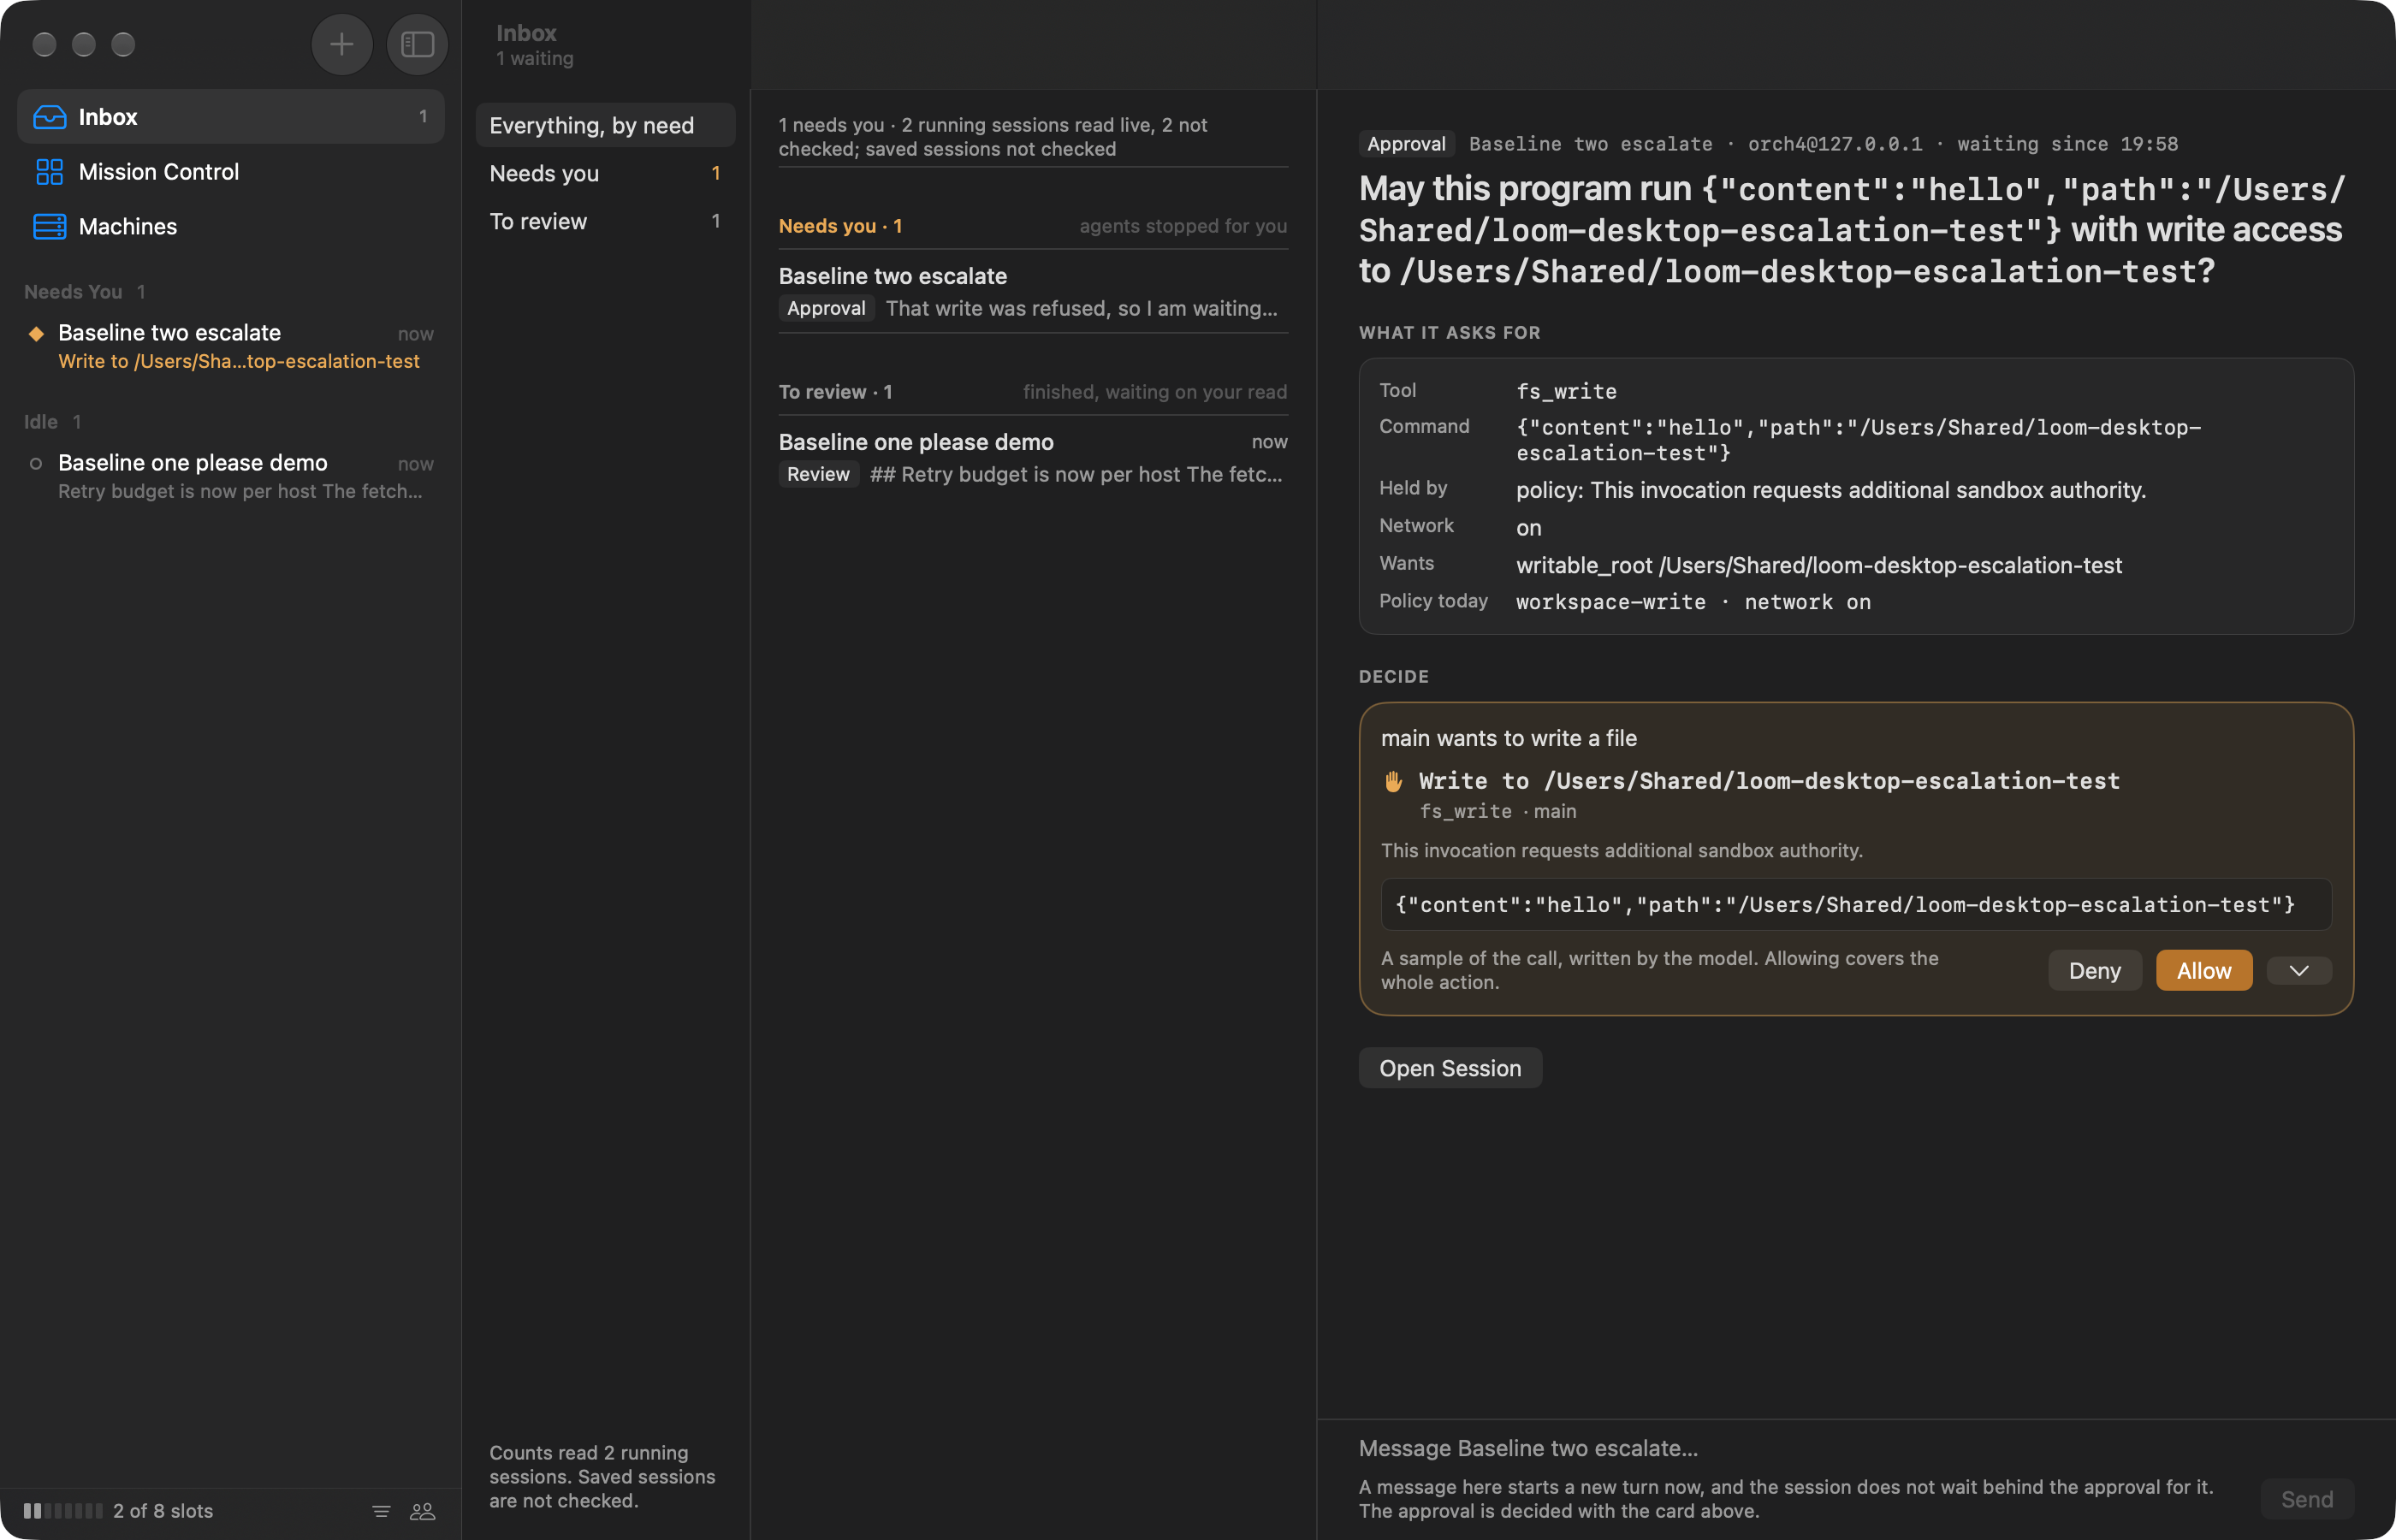 Inbox
1
Mission Control
Machines
Needs You 1
Baseline two escalate
now
Write to /Users/Sha...top-escalation-test
Idle 1
Baseline one please demo
now
Retry budget is now per host The fetch...
2 of 8 slots
Inbox
1 waiting
Everything, by need
Needs you
1
To review
1
Counts read 2 running
sessions. Saved sessions
are not checked.
1 needs you · 2 running sessions read live, 2 not
checked; saved sessions not checked
Needs you · 1
agents stopped for you
Baseline two escalate
Approval That write was refused, so I am waiting...
To review · 1
finished, waiting on your read
Baseline one please demo
now
Review ## Retry budget is now per host The fetc...
Approval Baseline two escalate · orch4@127.0.0.1 · waiting since 19:58
May this program run {"content":"hello","path":"/Users/
Shared/loom-desktop-escalation-test"} with write access
to /Users/Shared/loom-desktop-escalation-test?
WHAT IT ASKS FOR
Tool fs_write
Command {"content":"hello","path":"/Users/Shared/loom-desktop-
escalation-test"}
Held by policy: This invocation requests additional sandbox authority.
Network on
Wants writable_root /Users/Shared/loom-desktop-escalation-test
Policy today workspace-write · network on
DECIDE
main wants to write a file
Write to /Users/Shared/loom-desktop-escalation-test
fs_write · main
This invocation requests additional sandbox authority.
{"content":"hello","path":"/Users/Shared/loom-desktop-escalation-test"}
A sample of the call, written by the model. Allowing covers the
whole action.
Deny
Allow
Open Session
Message Baseline two escalate...
A message here starts a new turn now, and the session does not wait behind the approval for it.
The approval is decided with the card above.
Send